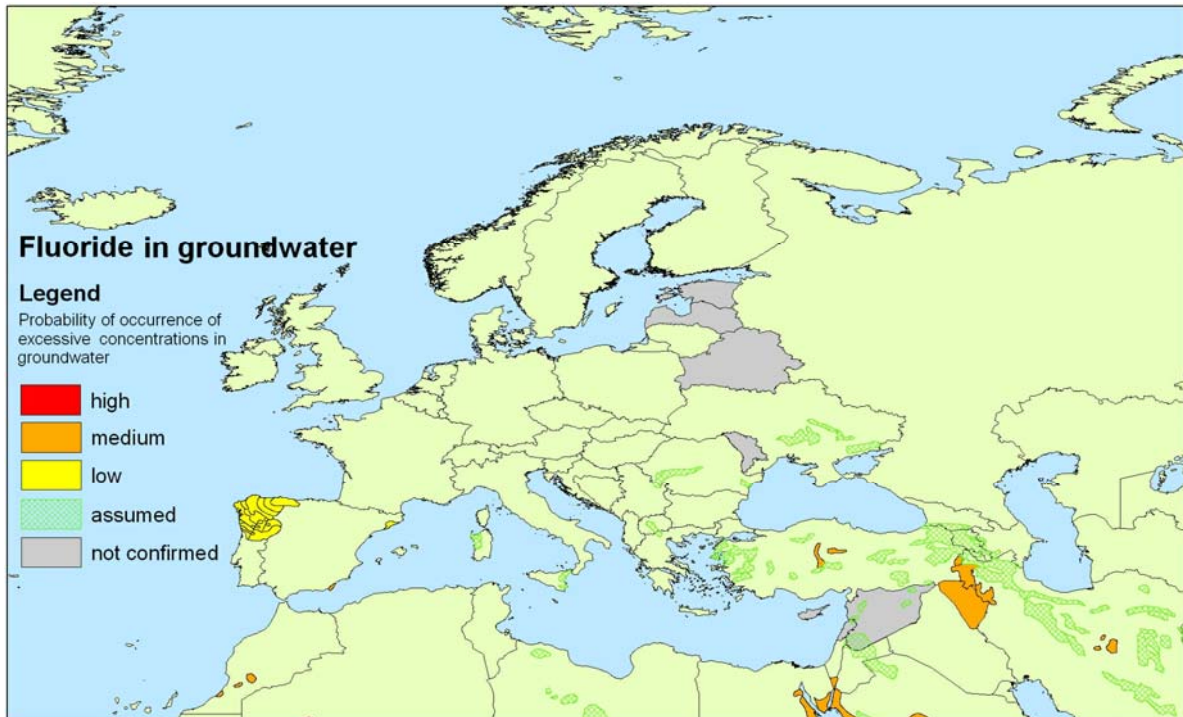 Fluoride in groundwater
Legend
Probability of occurrence of
excessive concentrations in
groundwater
high
medium
low
assumed
not confirmed